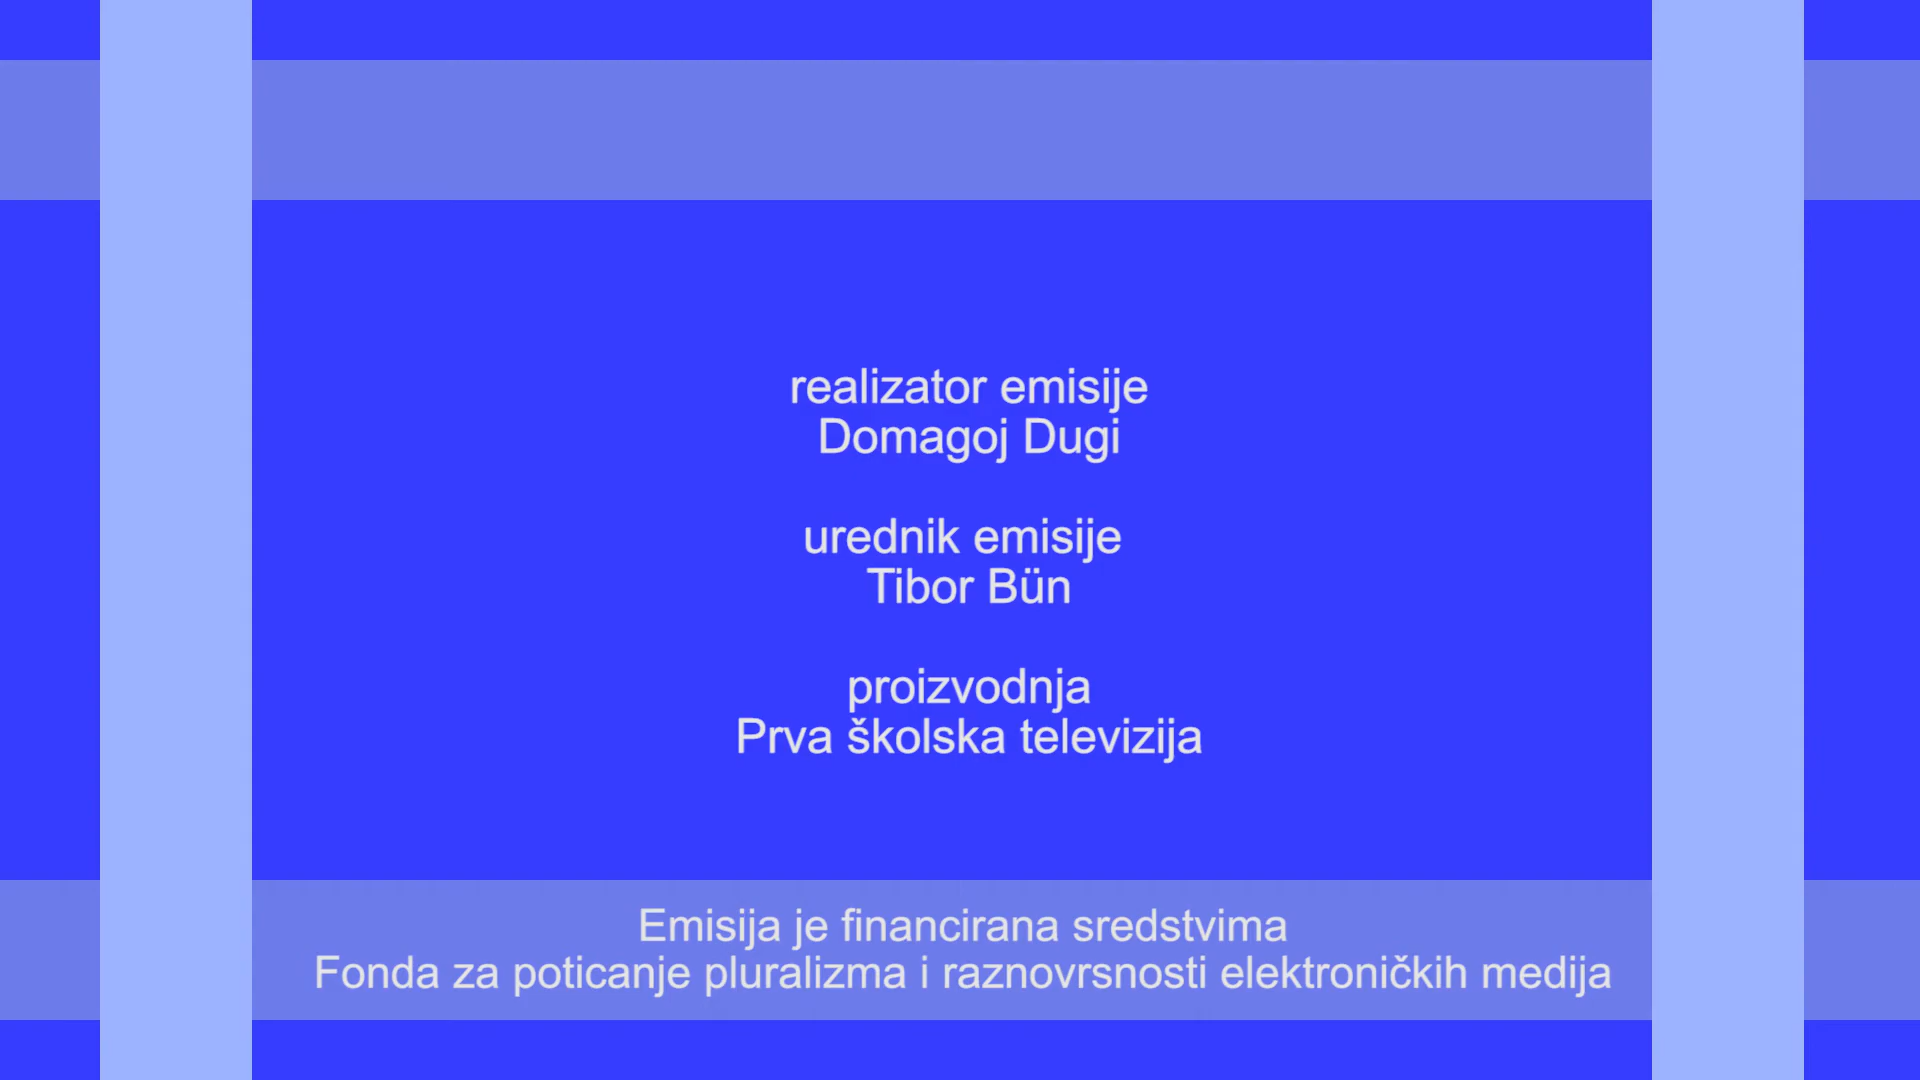 realizator emisije
Domagoj Dugi
urednik emisije
Tibor Bün
proizvodnja
Prva školska televizija
Emisija je financirana sredstvima
Fonda za poticanje pluralizma i raznovrsnosti elektroničkih medija